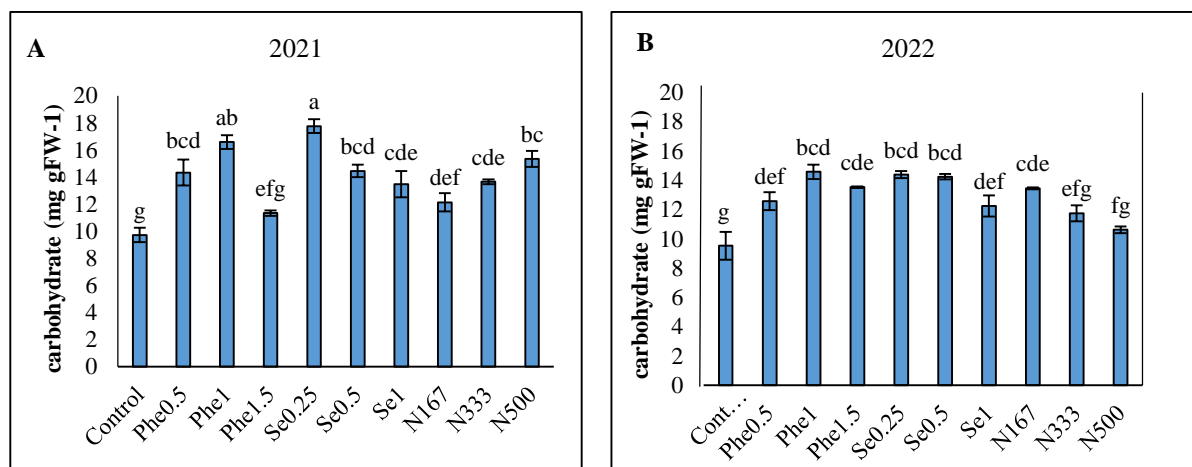 A
2021
carbohydrate (mg gFW-1)
20
18
16
14
12
10
8
6
4
2
0
g
bcd
ab
efg
a
bcd
cde
def
cde
bc
Control
Phe0.5
Phe1
Phe1.5
Se0.25
Se0.5
Se1
N167
N333
N500
B
2022
carbohydrate (mg gFW-1)
20
18
16
14
12
10
8
6
4
2
0
g
def
bcd
cde
bcd
bcd
def
cde
efg
fg
Cont…
Phe0.5
Phe1
Phe1.5
Se0.25
Se0.5
Se1
N167
N333
N500